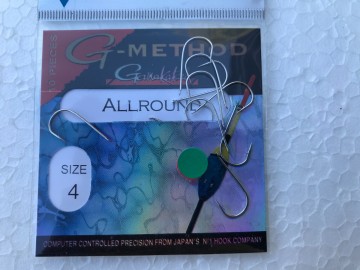 G-METHOD
Gamakatsu
ALLROUND
SIZE
4
COMPUTER CONTROLLED PRECISION FROM JAPAN'S Nº1 HOOK COMPANY